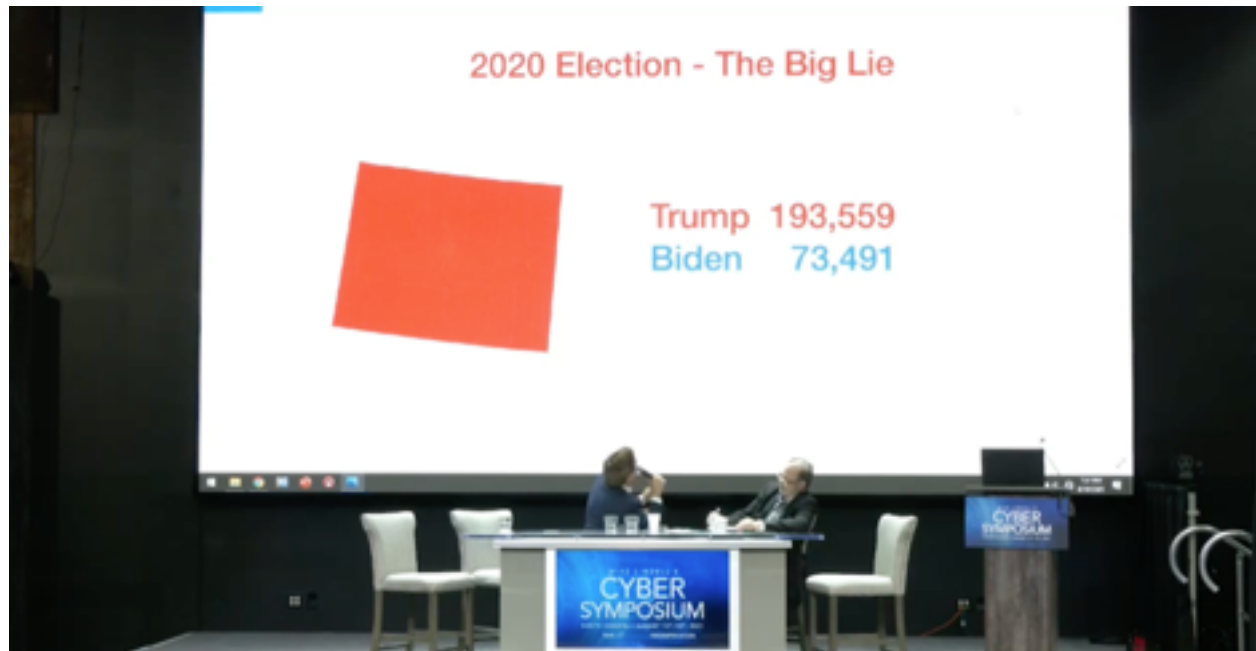 2020 Election - The Big Lie
Trump 193,559
Biden 73,491
CYBER
SYMPOSIUM
CYBER
SYMPOSIUM